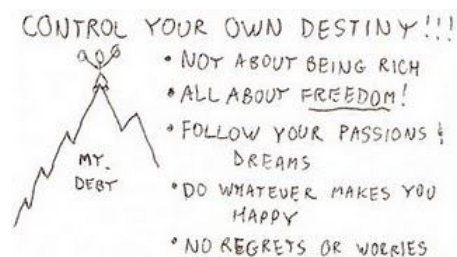 CONTROL YOUR OWN DESTINY!!!
• NOT ABOUT BEING RICH
• ALL ABOUT FREEDOM!
• FOLLOW YOUR PASSIONS &
DREAMS
MY
DEBT
• DO WHATEVER MAKES YOU
HAPPY
• NO REGRETS OR WORRIES